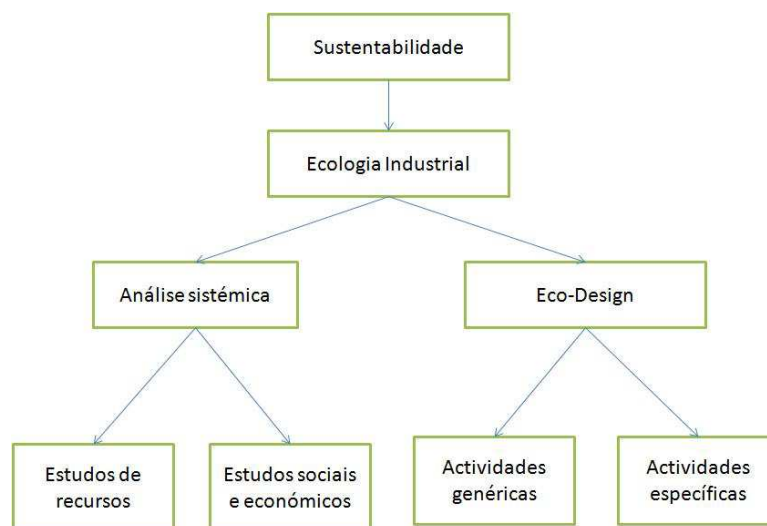 Sustentabilidade
Ecologia Industrial
Análise sistémica
Eco-Design
Estudos de
recursos
Estudos sociais
e económicos
Actividades
genéricas
Actividades
específicas